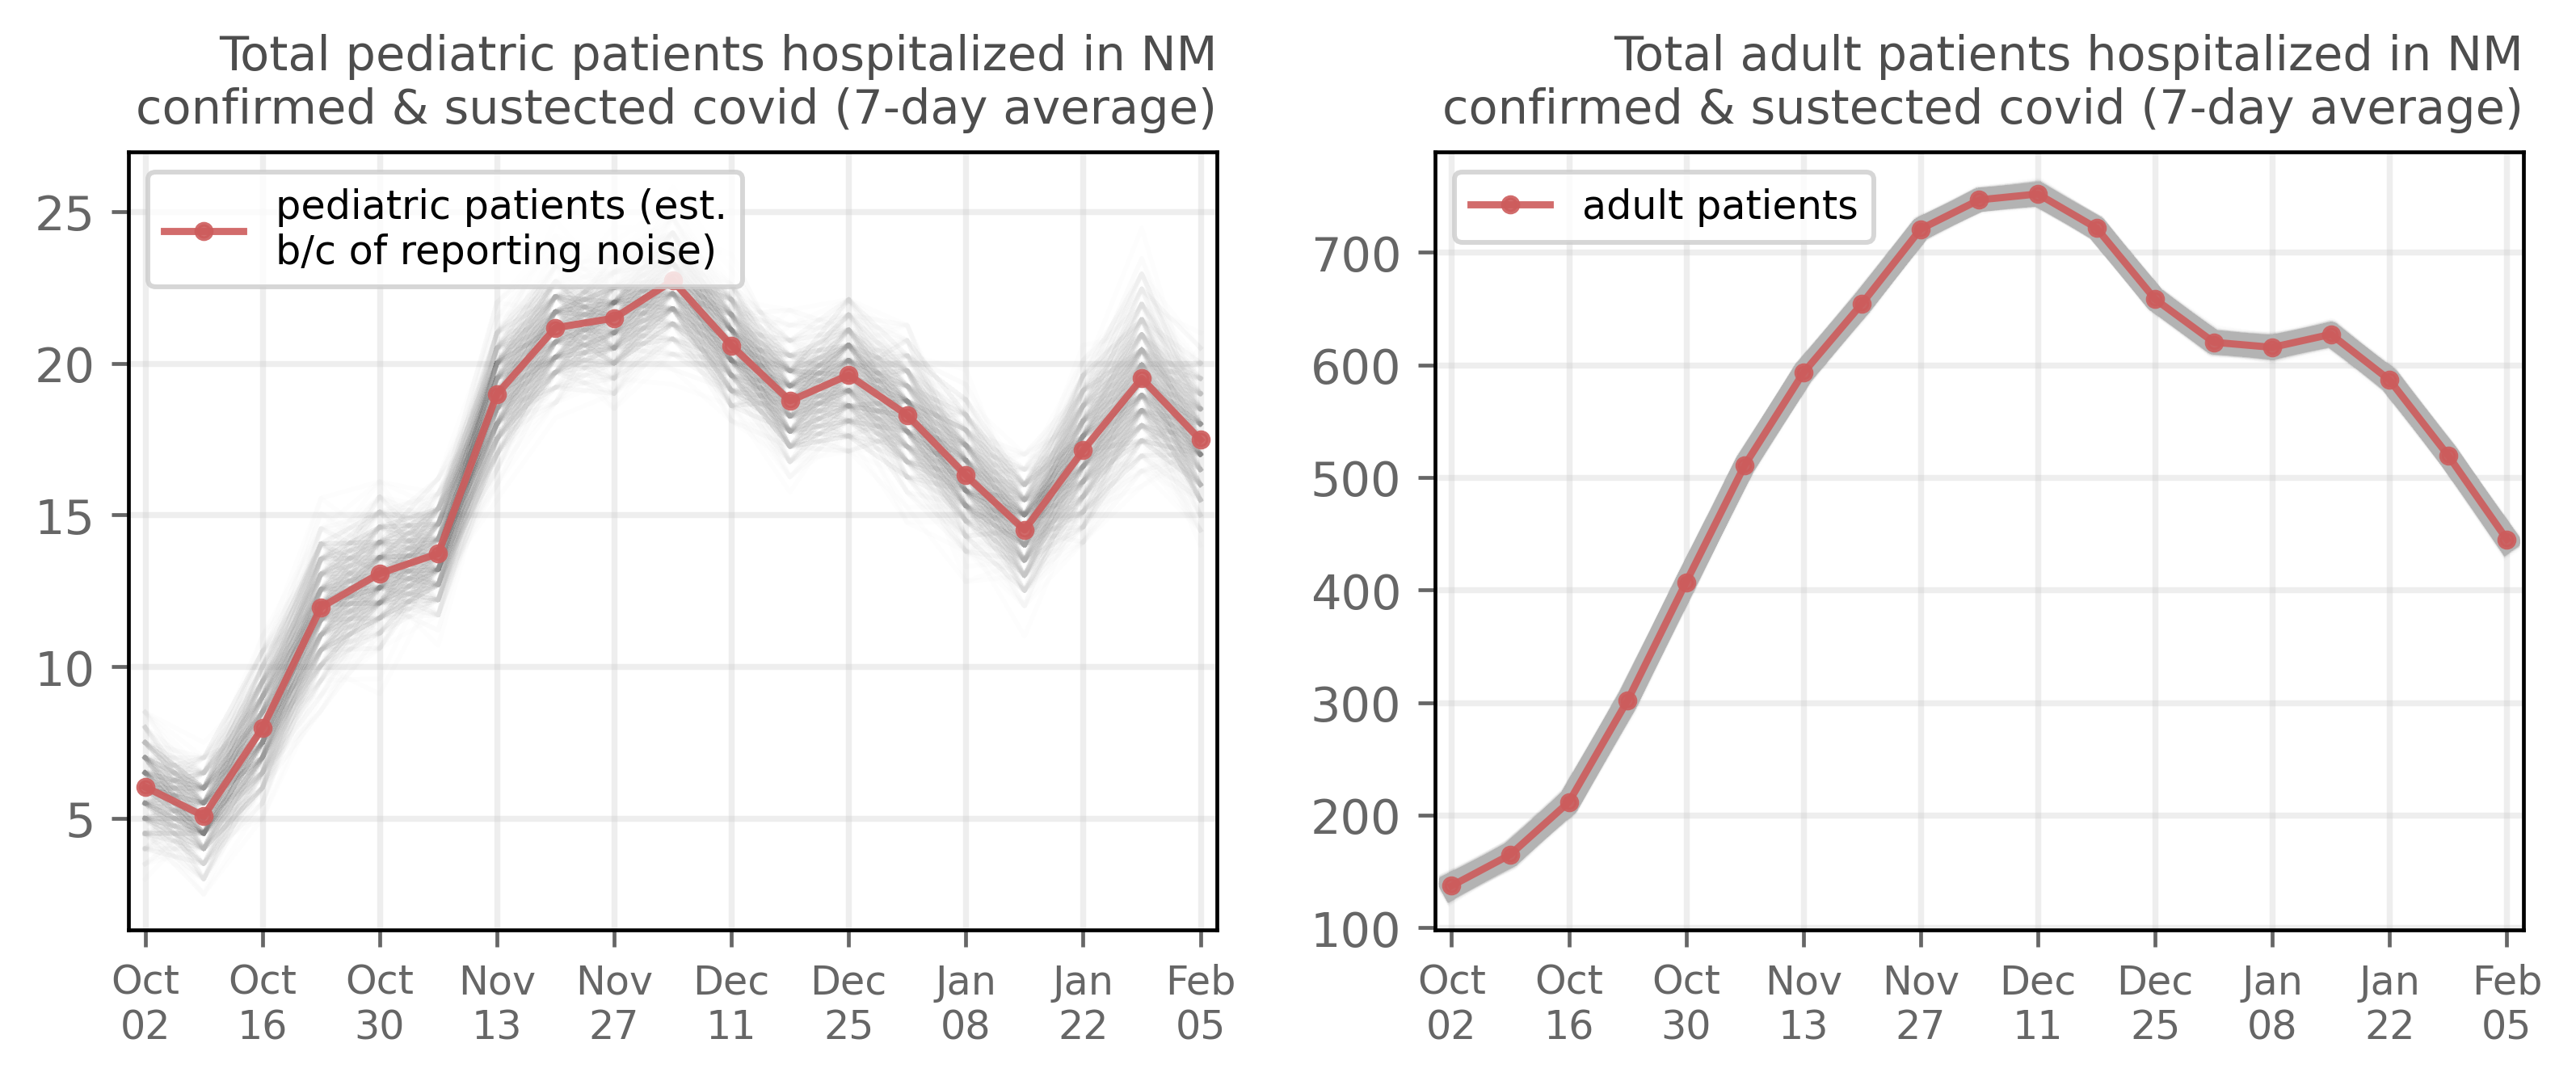 Total pediatric patients hospitalized in NM
confirmed & sustected covid (7-day average)
pediatric patients (est.
b/c of reporting noise)
25
20
15
10
5
Oct Oct Oct Nov Nov Dec Dec Jan Jan Feb
02 16 30 13 27 11 25 08 22 05
Total adult patients hospitalized in NM
confirmed & sustected covid (7-day average)
adult patients
700
600
500
400
300
200
100
Oct Oct Oct Nov Nov Dec Dec Jan Jan Feb
02 16 30 13 27 11 25 08 22 05